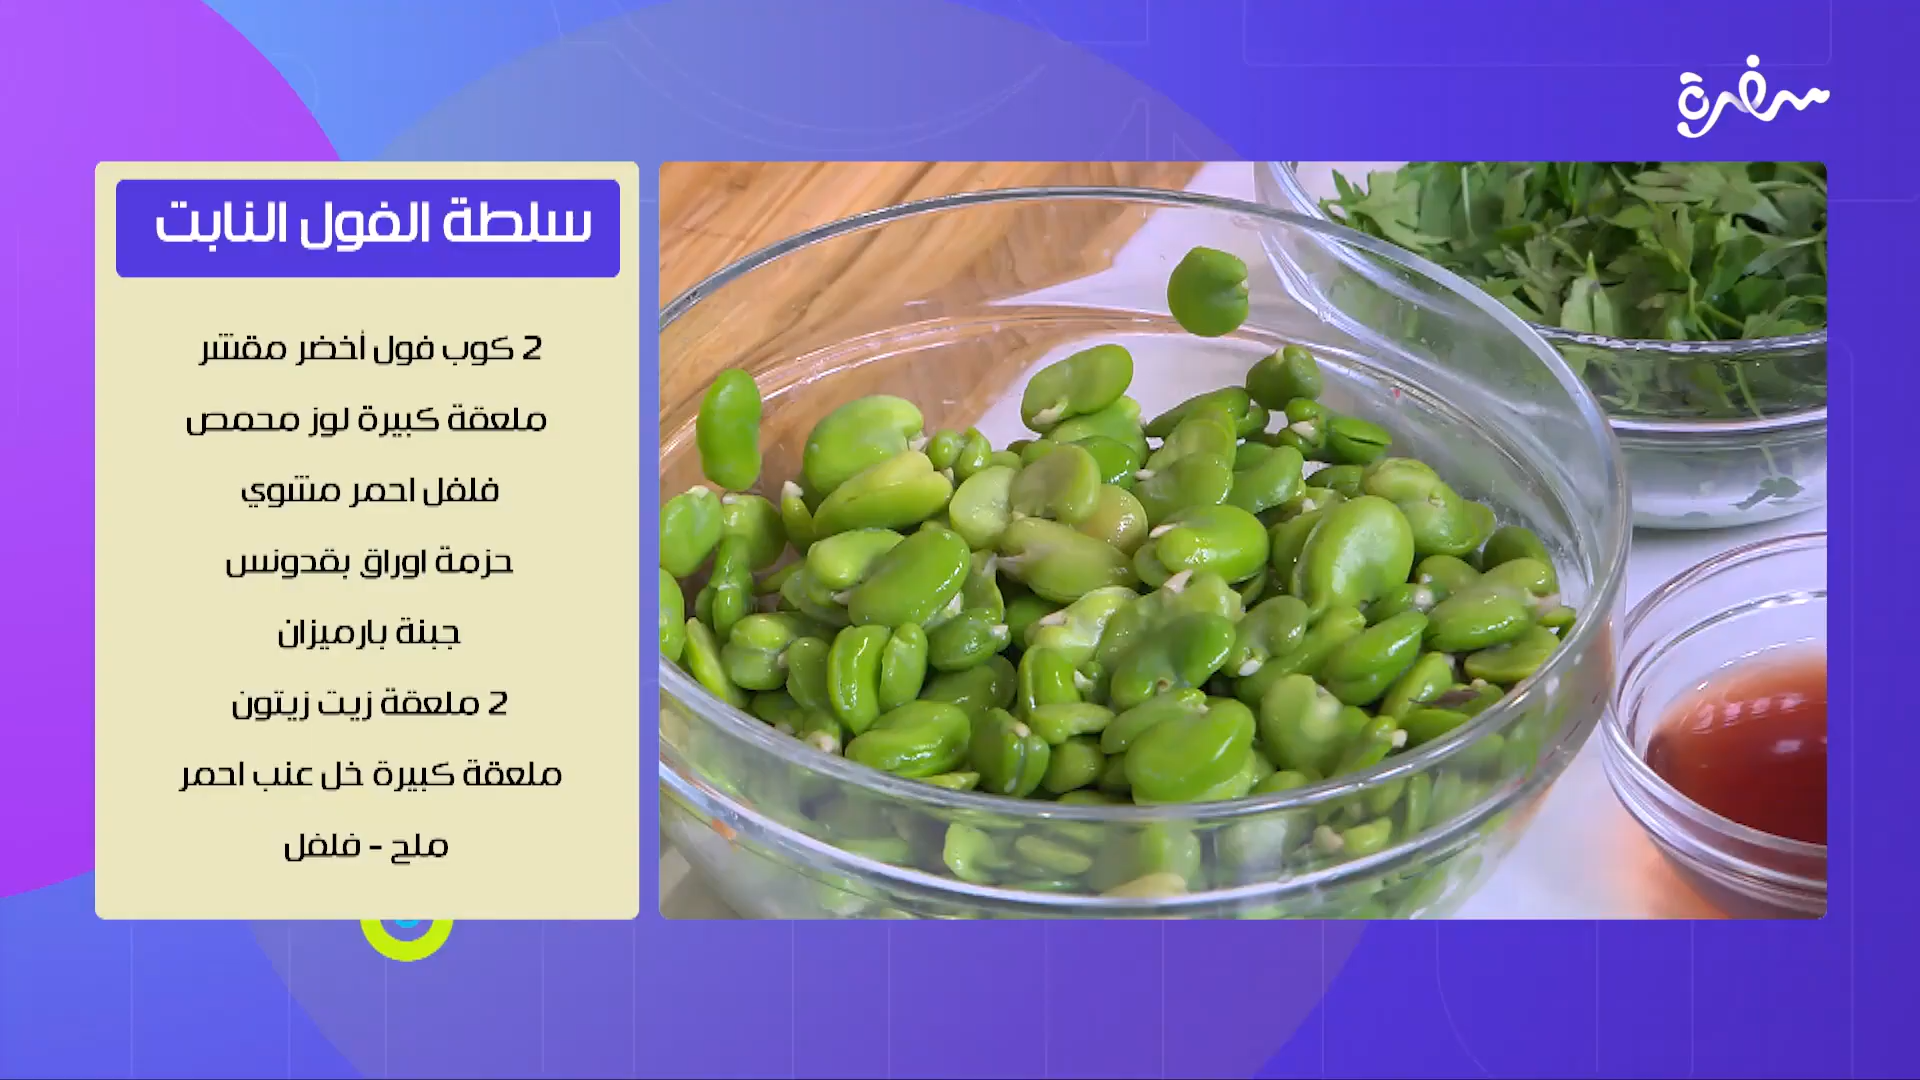 سفرة
سلطة الفول النابت
2 كوب فول أخضر مقشر
ملعقة كبيرة لوز محمص
فلفل احمر مشوي
حزمة اوراق بقدونس
جبنة بارميزان
2 ملعقة زيت زيتون
ملعقة كبيرة خل عنب احمر
ملح - فلفل